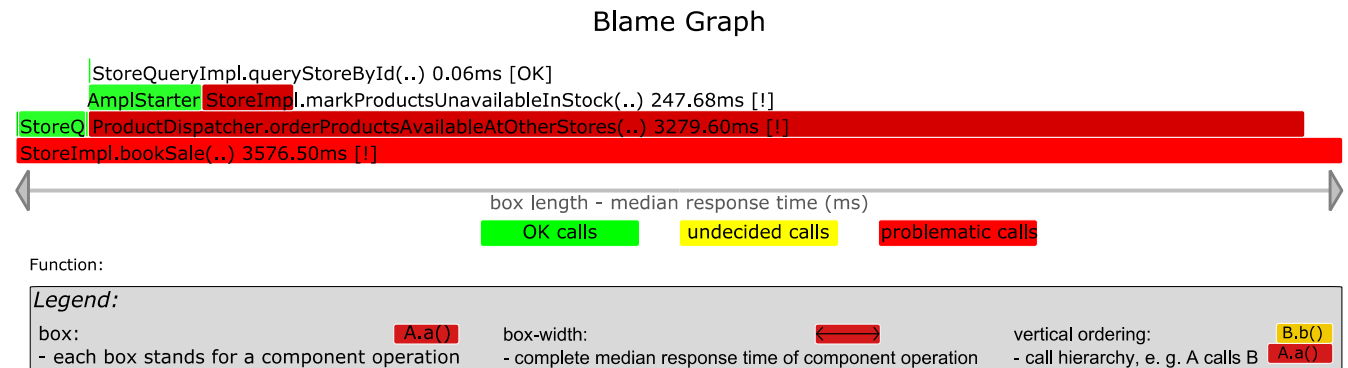 Blame Graph
StoreQueryImpl.queryStoreById(..) 0.06ms [OK]
AmplStarter StoreImpl.markProductsUnavailableInStock(..) 247.68ms [!]
StoreQ ProductDispatcher.orderProductsAvailableAtOtherStores(..) 3279.60ms [!]
StoreImpl.bookSale(..) 3576.50ms [!]
box length - median response time (ms)
OK calls undecided calls problematic calls
Function:
Legend:
box: A.a() box-width: vertical ordering: B.b()
- each box stands for a component operation - complete median response time of component operation - call hierarchy, e. g. A calls B A.a()